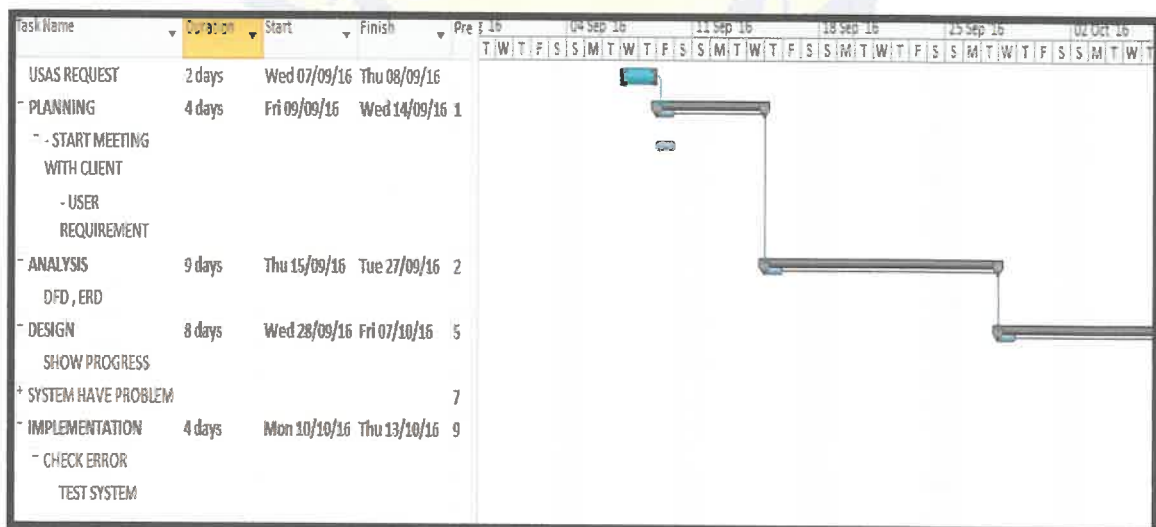 Task Name Duration Start Finish Pre 16 04 Sep '16 11 Sep '16 18 Sep '16 25 Sep '16 02 Oct '16
T W T F S S M T W T F S S M T W T F S S M T W T F S S M T W T F S S M T W T
USAS REQUEST 2 days Wed 07/09/16 Thu 08/09/16
- PLANNING 4 days Fri 09/09/16 Wed 14/09/16 1
- - START MEETING
WITH CLIENT
- USER
REQUIREMENT
- ANALYSIS 9 days Thu 15/09/16 Tue 27/09/16 2
DFD , ERD
- DESIGN 8 days Wed 28/09/16 Fri 07/10/16 5
SHOW PROGRESS
+ SYSTEM HAVE PROBLEM 7
- IMPLEMENTATION 4 days Mon 10/10/16 Thu 13/10/16 9
- CHECK ERROR
TEST SYSTEM